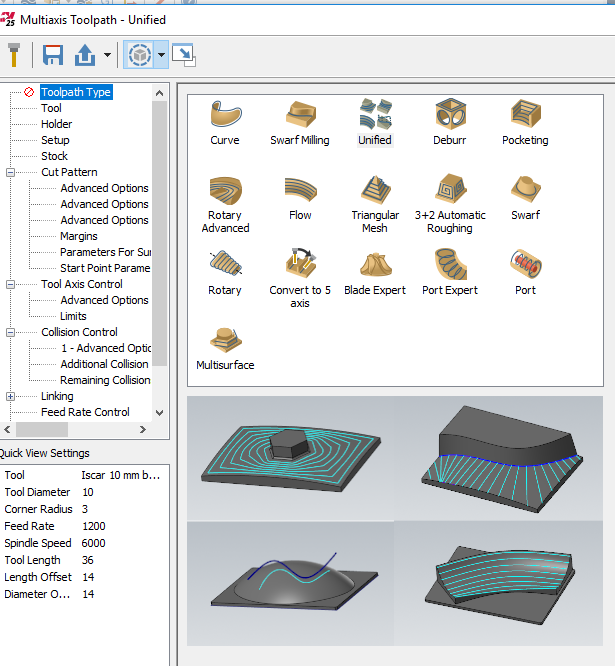 25 Multiaxis Toolpath - Unified
Toolpath Type
Tool
Holder
Setup
Stock
Cut Pattern
Advanced Options
Advanced Options
Advanced Options
Margins
Parameters For Sur
Start Point Parame
Tool Axis Control
Advanced Options
Limits
Collision Control
1 - Advanced Optic
Additional Collision
Remaining Collision
Linking
Feed Rate Control
Quick View Settings
Tool Iscar 10 mm b...
Tool Diameter 10
Corner Radius 3
Feed Rate 1200
Spindle Speed 6000
Tool Length 36
Length Offset 14
Diameter O... 14
Curve Swarf Milling Unified Deburr Pocketing
Rotary Advanced Flow Triangular Mesh 3+2 Automatic Roughing Swarf
Rotary Convert to 5 axis Blade Expert Port Expert Port
Multisurface